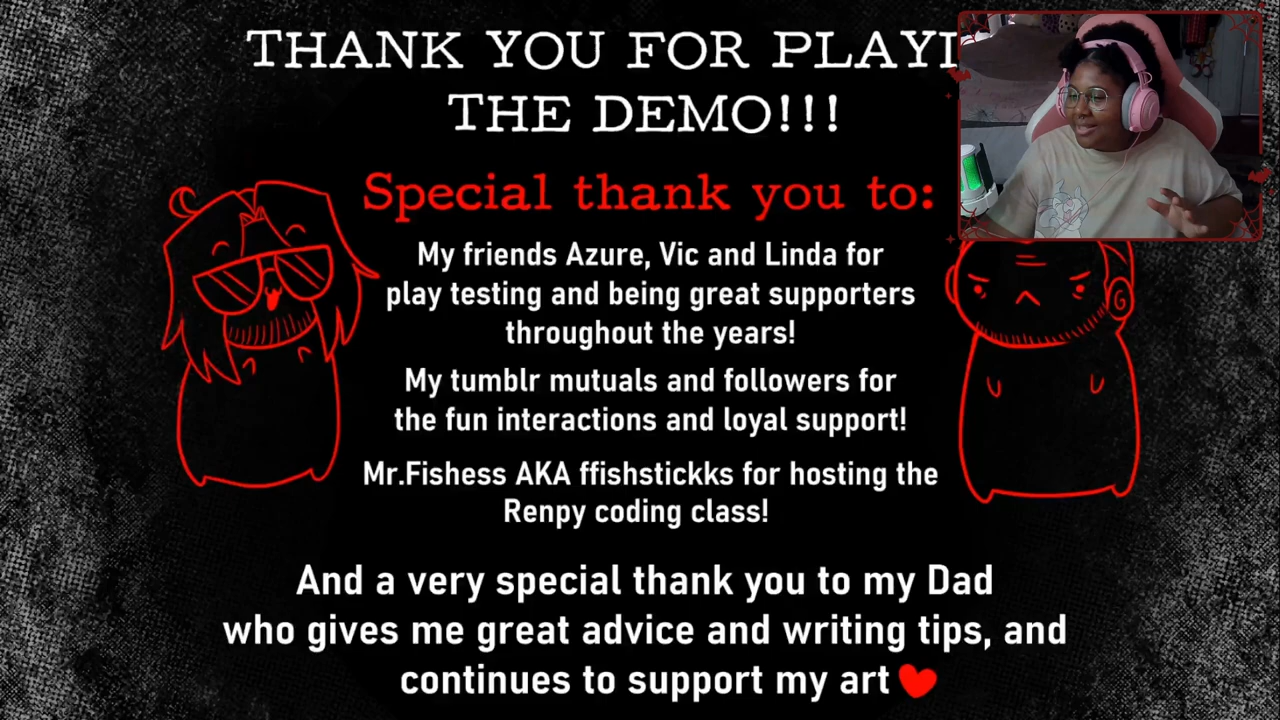 THANK YOU FOR PLAYI
THE DEMO!!!
Special thank you to:
My friends Azure, Vic and Linda for
play testing and being great supporters
throughout the years!
My tumblr mutuals and followers for
the fun interactions and loyal support!
Mr.Fishess AKA ffishstickks for hosting the
Renpy coding class!
And a very special thank you to my Dad
who gives me great advice and writing tips, and
continues to support my art
G